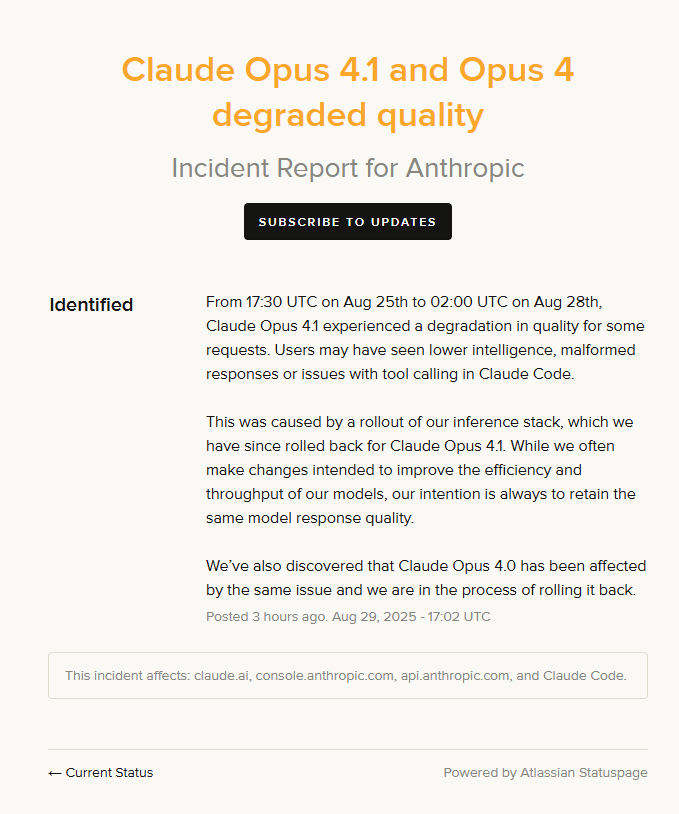 Claude Opus 4.1 and Opus 4
degraded quality
Incident Report for Anthropic
SUBSCRIBE TO UPDATES
Identified
From 17:30 UTC on Aug 25th to 02:00 UTC on Aug 28th,
Claude Opus 4.1 experienced a degradation in quality for some
requests. Users may have seen lower intelligence, malformed
responses or issues with tool calling in Claude Code.
This was caused by a rollout of our inference stack, which we
have since rolled back for Claude Opus 4.1. While we often
make changes intended to improve the efficiency and
throughput of our models, our intention is always to retain the
same model response quality.
We’ve also discovered that Claude Opus 4.0 has been affected
by the same issue and we are in the process of rolling it back.
Posted 3 hours ago. Aug 29, 2025 - 17:02 UTC
This incident affects: claude.ai, console.anthropic.com, api.anthropic.com, and Claude Code.
← Current Status
Powered by Atlassian Statuspage